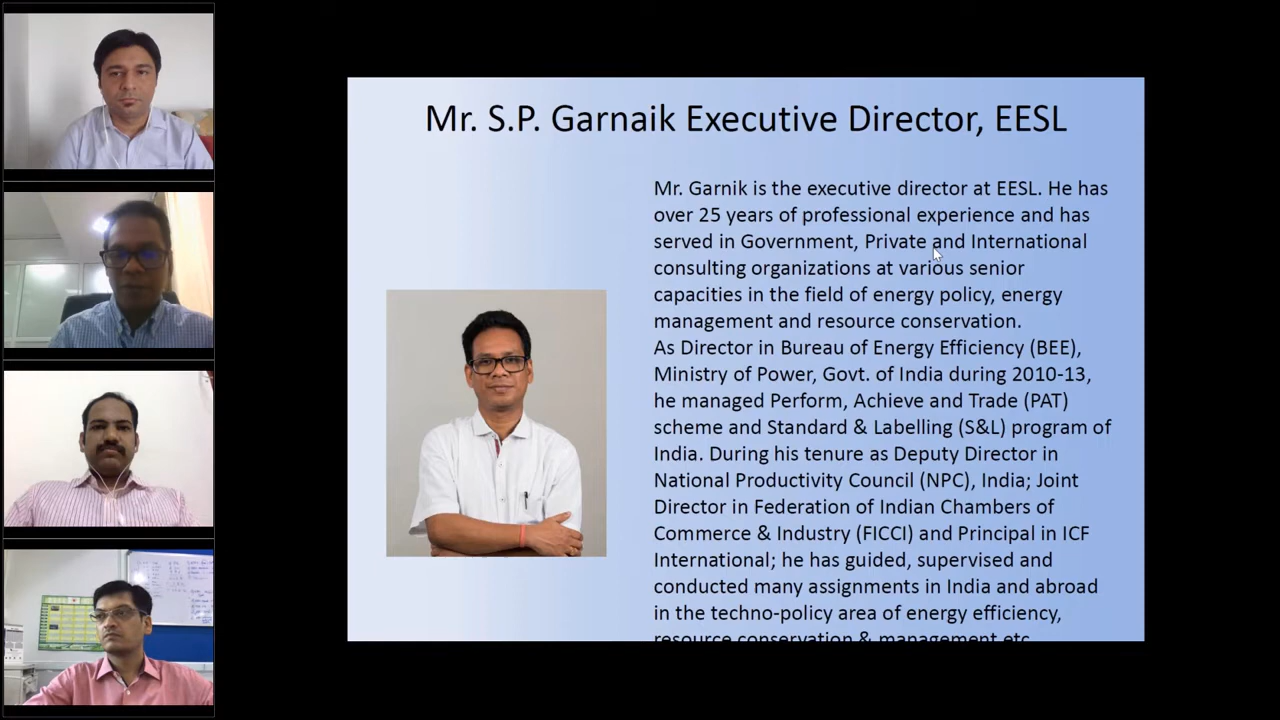 Mr. S.P. Garnaik Executive Director, EESL
Mr. Garnik is the executive director at EESL. He has
over 25 years of professional experience and has
served in Government, Private and International
consulting organizations at various senior
capacities in the field of energy policy, energy
management and resource conservation.
As Director in Bureau of Energy Efficiency (BEE),
Ministry of Power, Govt. of India during 2010-13,
he managed Perform, Achieve and Trade (PAT)
scheme and Standard & Labelling (S&L) program of
India. During his tenure as Deputy Director in
National Productivity Council (NPC), India; Joint
Director in Federation of Indian Chambers of
Commerce & Industry (FICCI) and Principal in ICF
International; he has guided, supervised and
conducted many assignments in India and abroad
in the techno-policy area of energy efficiency,
resource conservation & management etc